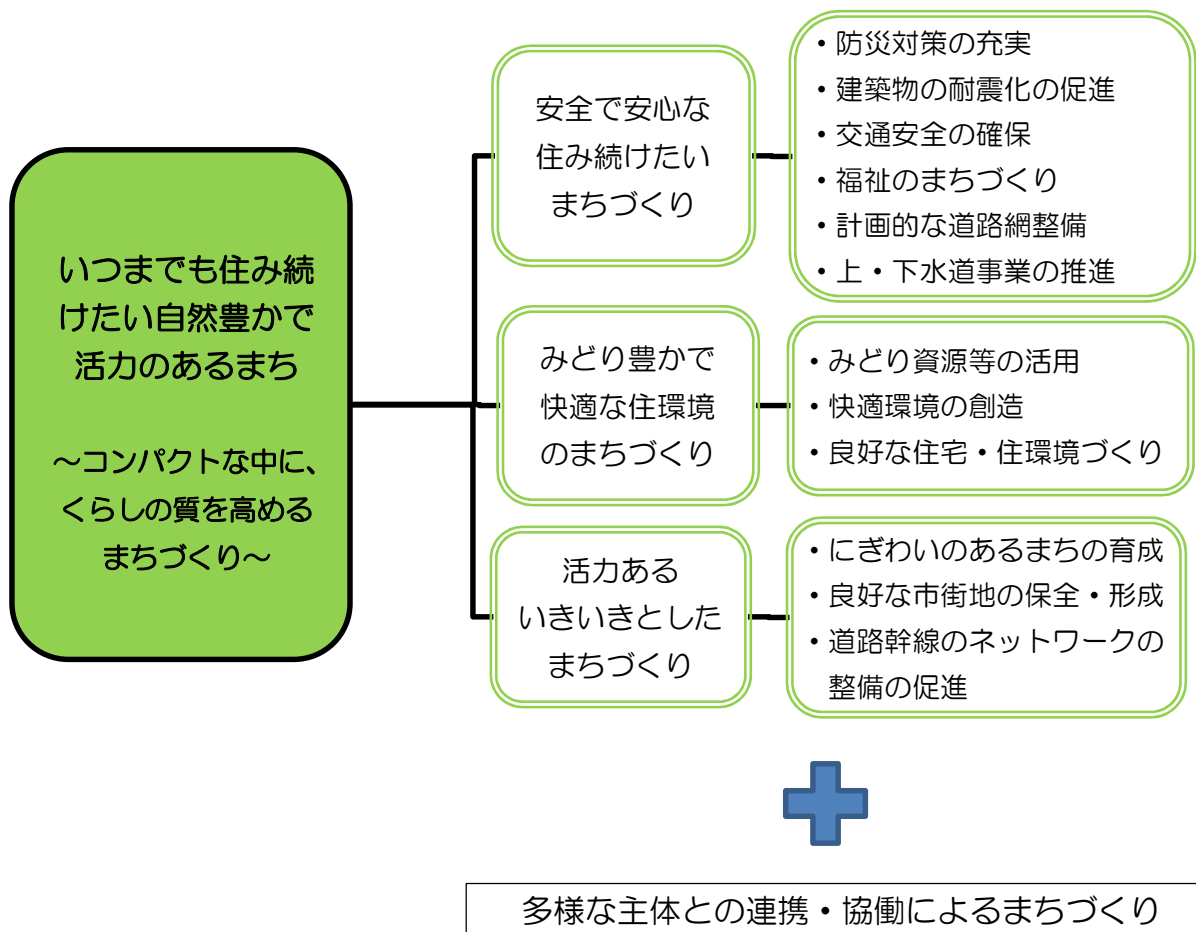 いつまでも住み続
けたい自然豊かで
活力のあるまち
～コンパクトな中に、
くらしの質を高める
まちづくり～
安全で安心な
住み続けたい
まちづくり
・防災対策の充実
・建築物の耐震化の促進
・交通安全の確保
・福祉のまちづくり
・計画的な道路網整備
・上・下水道事業の推進
みどり豊かで
快適な住環境
のまちづくり
・みどり資源等の活用
・快適環境の創造
・良好な住宅・住環境づくり
活力ある
いきいきとした
まちづくり
・にぎわいのあるまちの育成
・良好な市街地の保全・形成
・道路幹線のネットワークの
整備の促進
多様な主体との連携・協働によるまちづくり